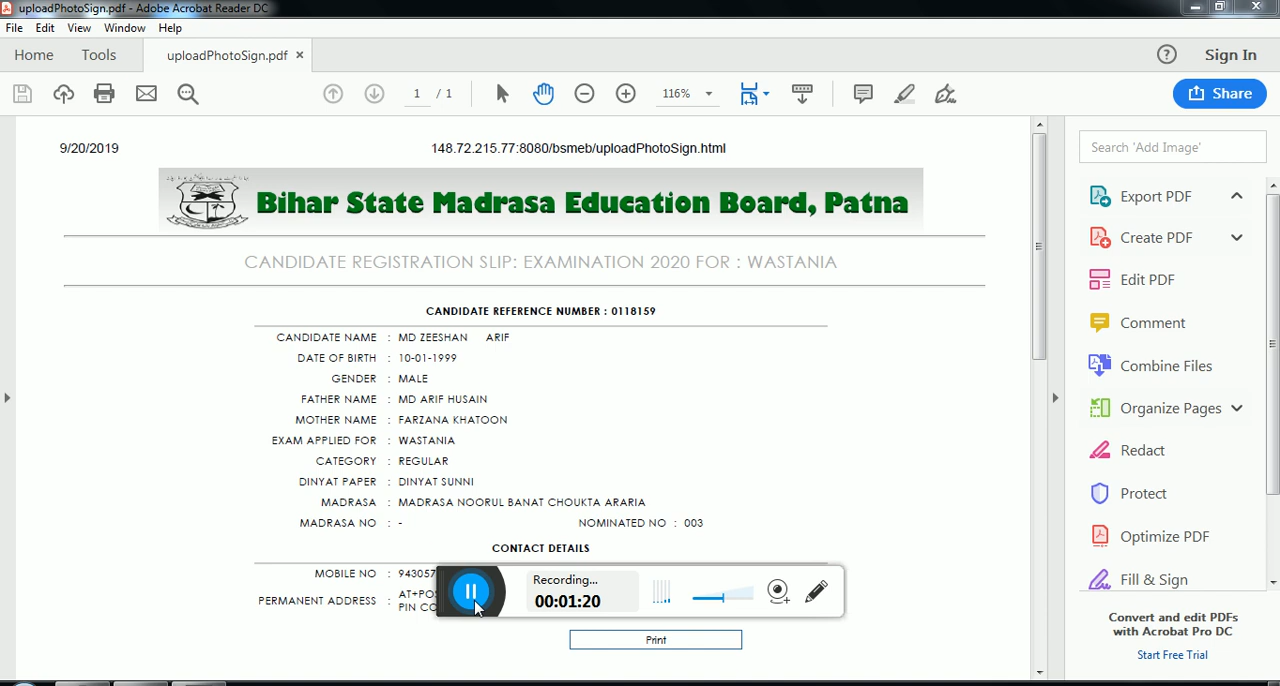 uploadPhotoSign.pdf - Adobe Acrobat Reader DC
File Edit View Window Help
Home Tools uploadPhotoSign.pdf × ? Sign In
1 / 1 116% Share
9/20/2019 148.72.215.77:8080/bsmeb/uploadPhotoSign.html
Bihar State Madrasa Education Board, Patna
CANDIDATE REGISTRATION SLIP: EXAMINATION 2020 FOR : WASTANIA
CANDIDATE REFERENCE NUMBER : 0118159
CANDIDATE NAME : MD ZEESHAN ARIF
DATE OF BIRTH : 10-01-1999
GENDER : MALE
FATHER NAME : MD ARIF HUSAIN
MOTHER NAME : FARZANA KHATOON
EXAM APPLIED FOR : WASTANIA
CATEGORY : REGULAR
DINYAT PAPER : DINYAT SUNNI
MADRASA : MADRASA NOORUL BANAT CHOUKTA ARARIA
MADRASA NO : - NOMINATED NO : 003
CONTACT DETAILS
MOBILE NO : 943057
PERMANENT ADDRESS : AT+POS
PIN CO
Recording...
00:01:20
Print
Search 'Add Image'
Export PDF
Create PDF
Edit PDF
Comment
Combine Files
Organize Pages
Redact
Protect
Optimize PDF
Fill & Sign
Convert and edit PDFs
with Acrobat Pro DC
Start Free Trial